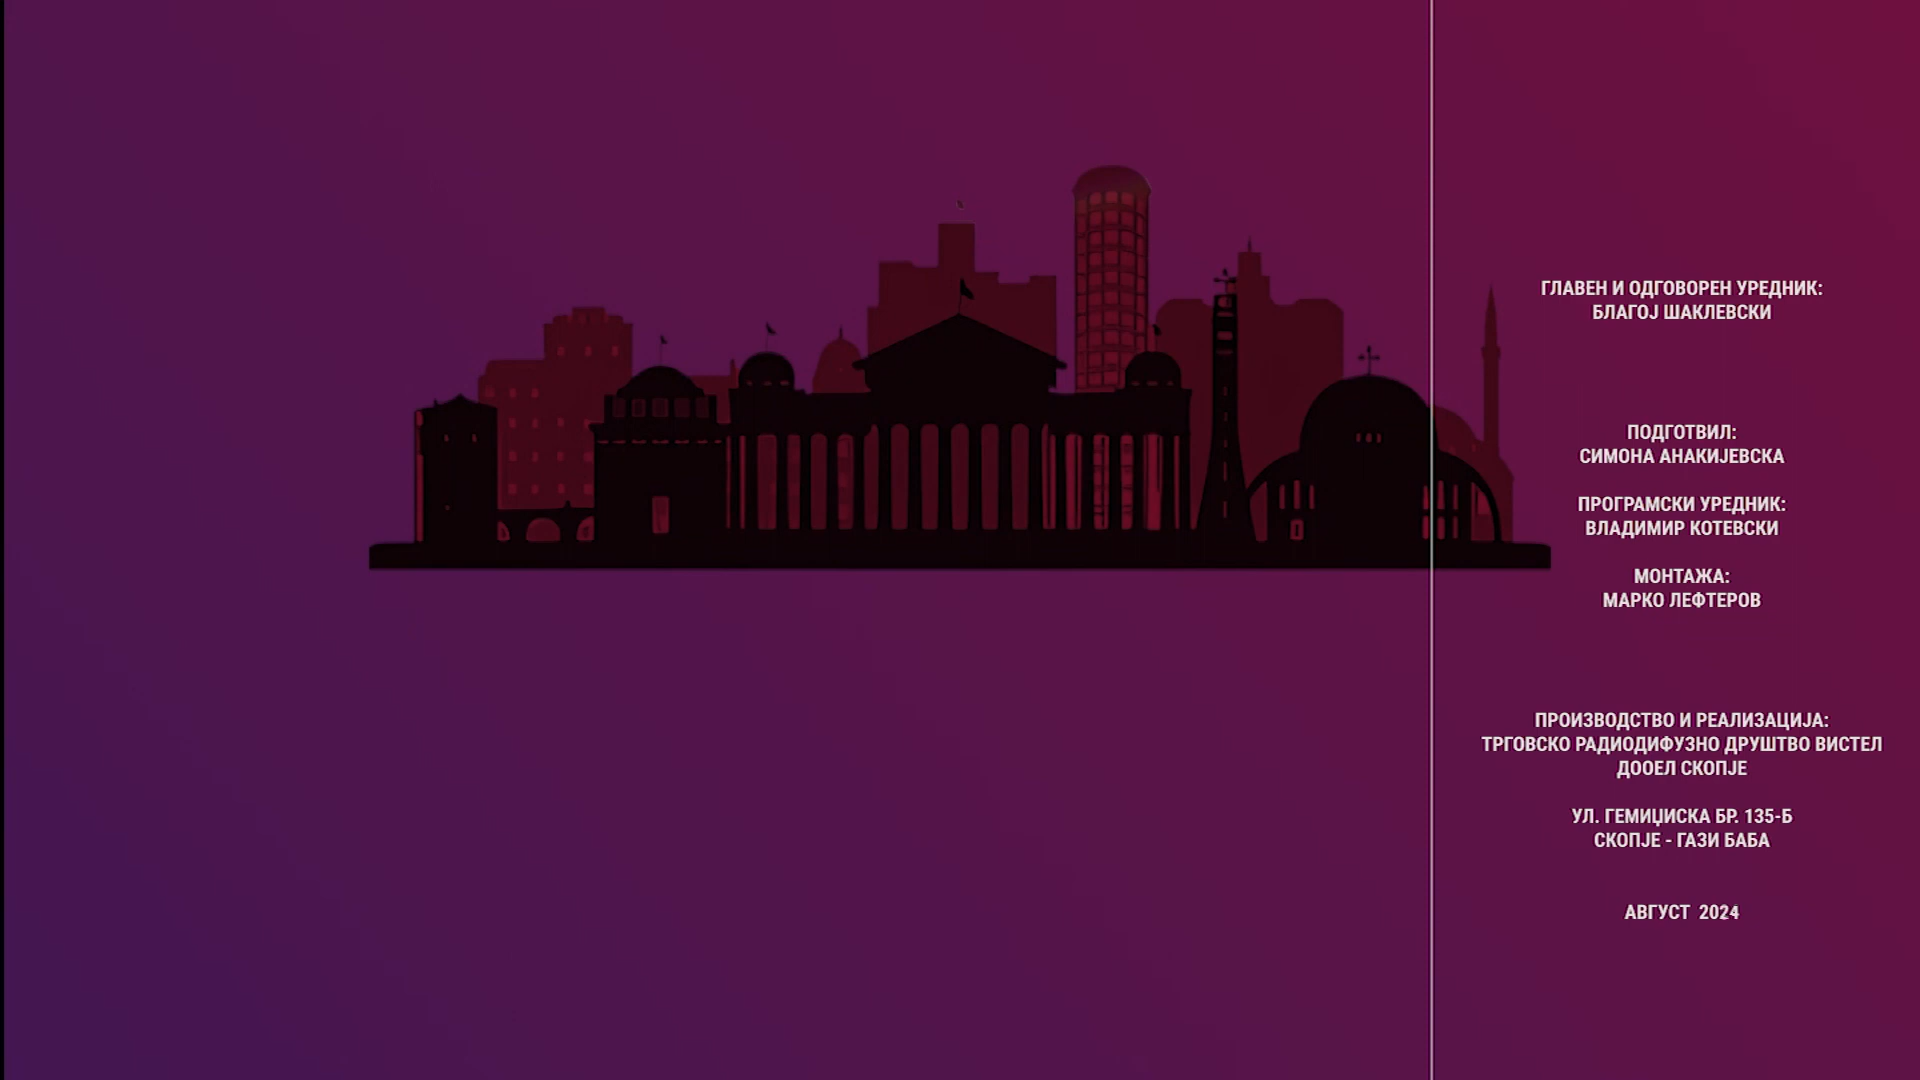 ГЛАВЕН И ОДГОВОРЕН УРЕДНИК:
БЛАГОЈ ШАКЛЕВСКИ
ПОДГОТВИЛ:
СИМОНА АНАКИЈЕВСКА
ПРОГРАМСКИ УРЕДНИК:
ВЛАДИМИР КОТЕВСКИ
МОНТАЖА:
МАРКО ЛЕФТЕРОВ
ПРОИЗВОДСТВО И РЕАЛИЗАЦИЈА:
ТРГОВСКО РАДИОДИФУЗНО ДРУШТВО ВИСТЕЛ
ДООЕЛ СКОПЈЕ
УЛ. ГЕМИЏИСКА БР. 135-Б
СКОПЈЕ - ГАЗИ БАБА
АВГУСТ 2024